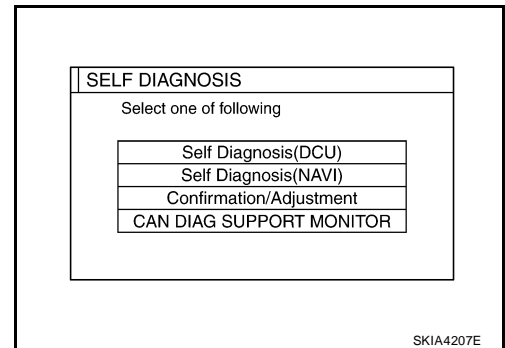 SELF DIAGNOSIS
Select one of following
Self Diagnosis(DCU)
Self Diagnosis(NAVI)
Confirmation/Adjustment
CAN DIAG SUPPORT MONITOR
SKIA4207E